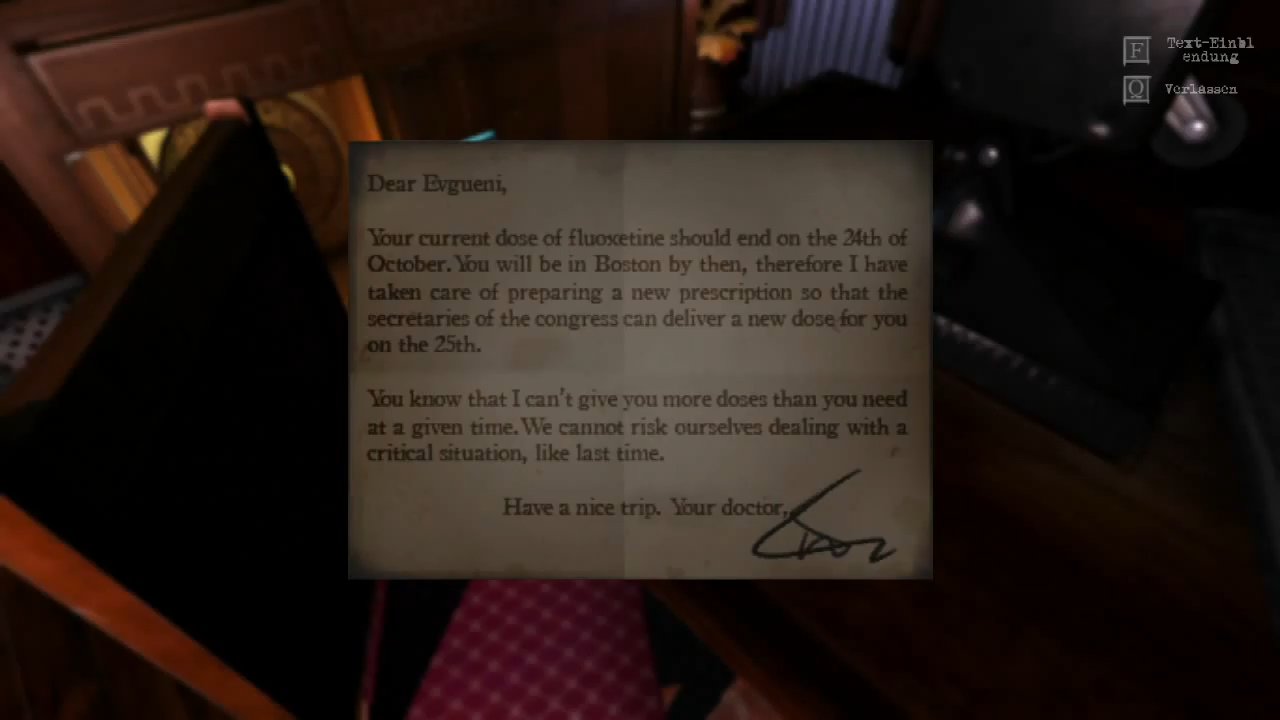 F Text-Einbl
endung
Q Verlassen
Dear Evgueni,
Your current dose of fluoxetine should end on the 24th of
October. You will be in Boston by then, therefore I have
taken care of preparing a new prescription so that the
secretaries of the congress can deliver a new dose for you
on the 25th.
You know that I can't give you more doses than you need
at a given time. We cannot risk ourselves dealing with a
critical situation, like last time.
Have a nice trip. Your doctor,